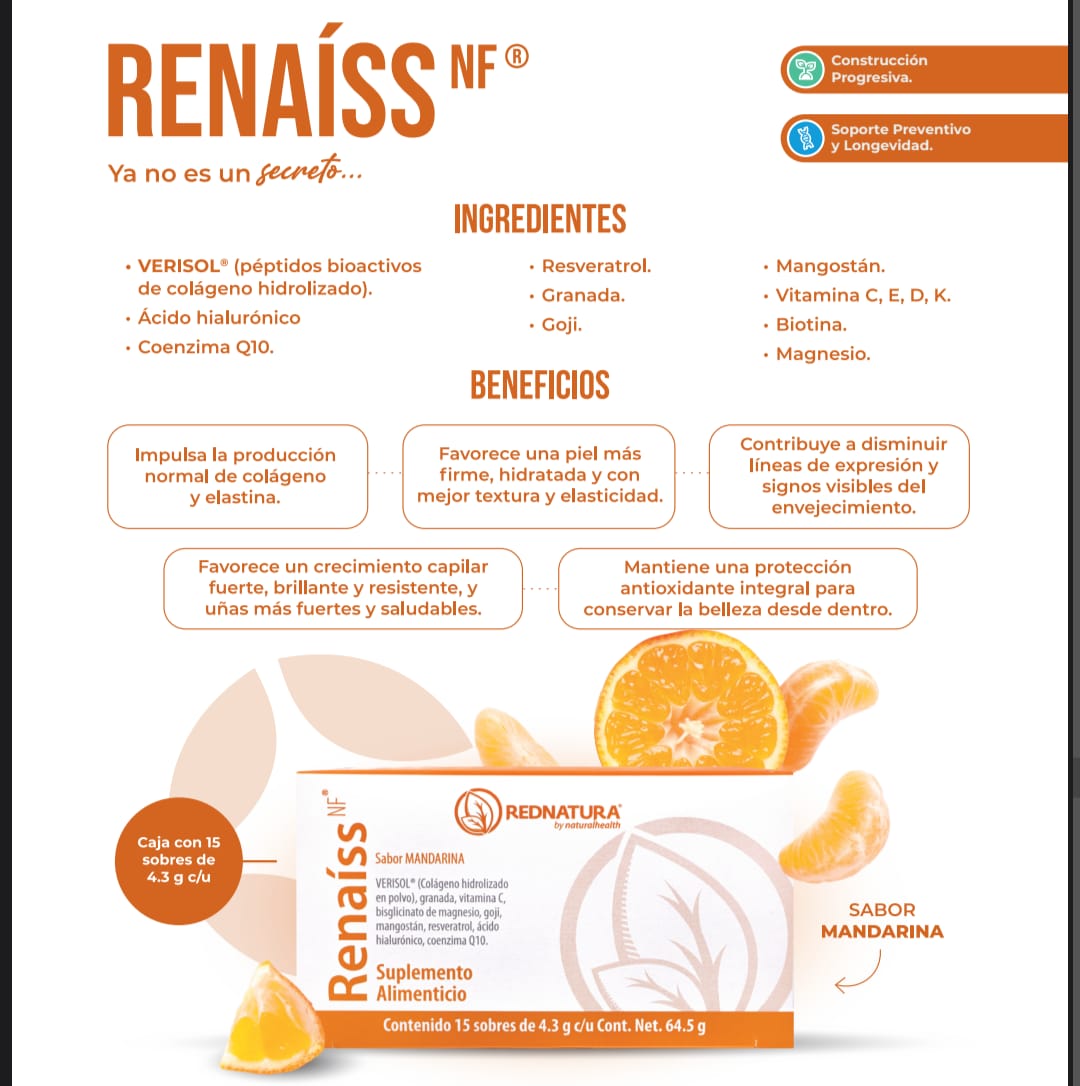 RENAÍSS NF®
Ya no es un secreto...
Construcción
Progresiva.
Soporte Preventivo
y Longevidad.
INGREDIENTES
• VERISOL® (péptidos bioactivos
de colágeno hidrolizado).
• Ácido hialurónico
• Coenzima Q10.
• Resveratrol.
• Granada.
• Goji.
• Mangostán.
• Vitamina C, E, D, K.
• Biotina.
• Magnesio.
BENEFICIOS
Impulsa la producción
normal de colágeno
y elastina.
Favorece una piel más
firme, hidratada y con
mejor textura y elasticidad.
Contribuye a disminuir
líneas de expresión y
signos visibles del
envejecimiento.
Favorece un crecimiento capilar
fuerte, brillante y resistente, y
uñas más fuertes y saludables.
Mantiene una protección
antioxidante integral para
conservar la belleza desde dentro.
Caja con 15
sobres de
4.3 g c/u
Renaíss NF®
REDNATURA®
by naturalhealth
Sabor MANDARINA
VERISOL® (Colágeno hidrolizado
en polvo), granada, vitamina C,
bisglicinato de magnesio, goji,
mangostán, resveratrol, ácido
hialurónico, coenzima Q10.
Suplemento
Alimenticio
Contenido 15 sobres de 4.3 g c/u Cont. Net. 64.5 g
SABOR
MANDARINA